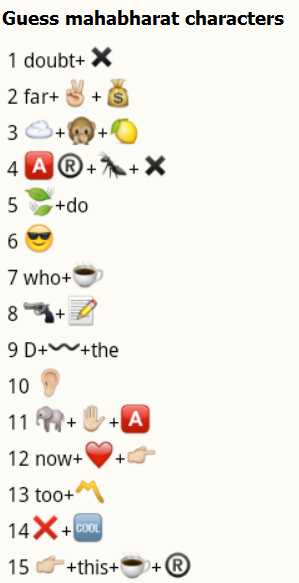 Guess mahabharat characters
1 doubt+ ✖
2 far+✌+💰
3 ☁+🙊+🍋
4 🅰®+🐜+✖
5 🍃+do
6 😎
7 who+☕
8 🔫+📝
9 D+〰+the
10 👂
11 🐘+✋+🅰
12 now+❤+👉
13 too+〽
14 ❌+🆒
15 👉+this+☕+®